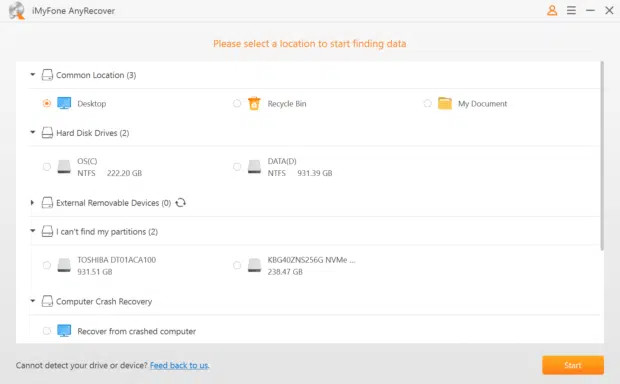 iMyFone AnyRecover
Please select a location to start finding data
Common Location (3)
Desktop
Recycle Bin
My Document
Hard Disk Drives (2)
OS(C)
NTFS 222.20 GB
DATA(D)
NTFS 931.39 GB
External Removable Devices (0)
I can't find my partitions (2)
TOSHIBA DT01ACA100
931.51 GB
KBG40ZNS256G NVMe ...
238.47 GB
Computer Crash Recovery
Recover from crashed computer
Cannot detect your drive or device? Feed back to us.
Start